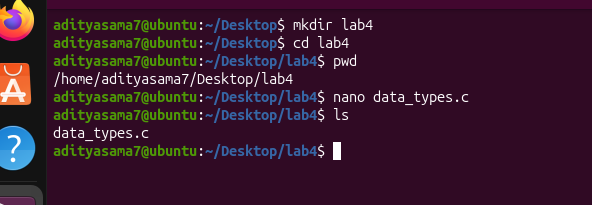 adityasama7@ubuntu:~/Desktop$ mkdir lab4
adityasama7@ubuntu:~/Desktop$ cd lab4
adityasama7@ubuntu:~/Desktop/lab4$ pwd
/home/adityasama7/Desktop/lab4
adityasama7@ubuntu:~/Desktop/lab4$ nano data_types.c
adityasama7@ubuntu:~/Desktop/lab4$ ls
data_types.c
adityasama7@ubuntu:~/Desktop/lab4$